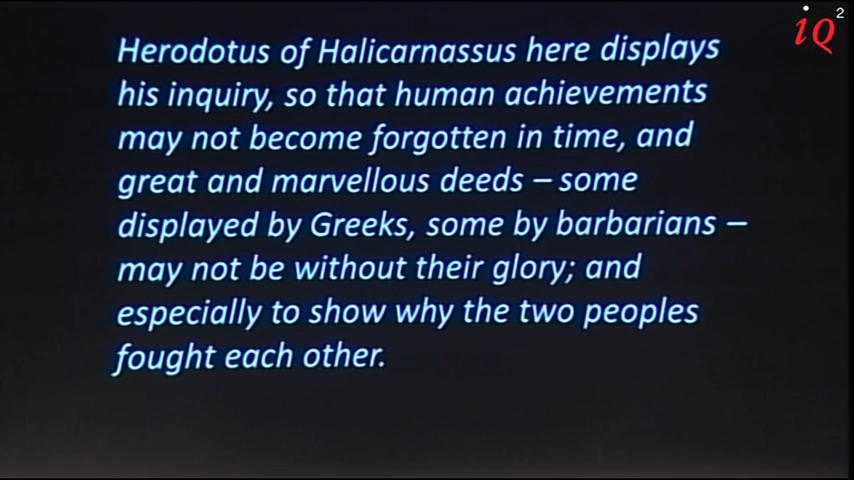 iQ2
Herodotus of Halicarnassus here displays
his inquiry, so that human achievements
may not become forgotten in time, and
great and marvellous deeds – some
displayed by Greeks, some by barbarians –
may not be without their glory; and
especially to show why the two peoples
fought each other.